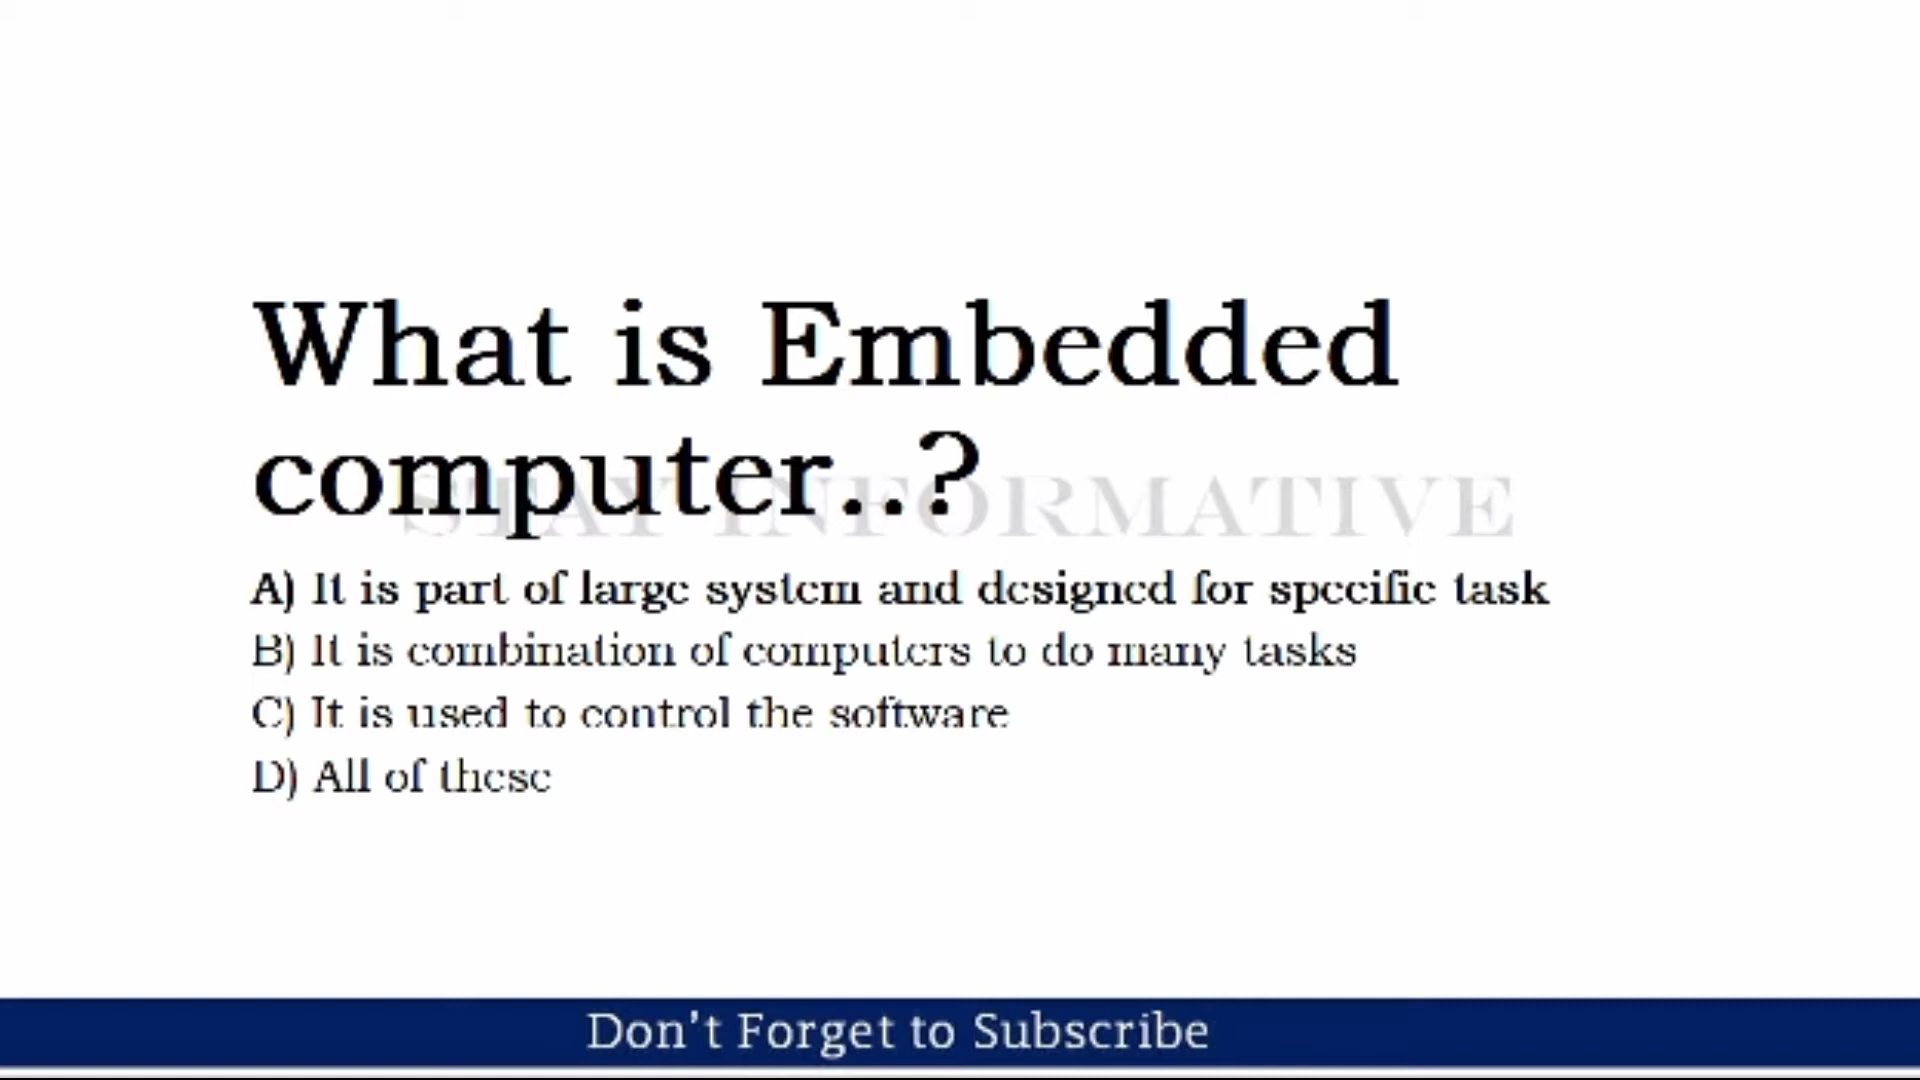 What is Embedded
computer..?
STAY INFORMATIVE
A) It is part of large system and designed for specific task
B) It is combination of computers to do many tasks
C) It is used to control the software
D) All of these
Don't Forget to Subscribe